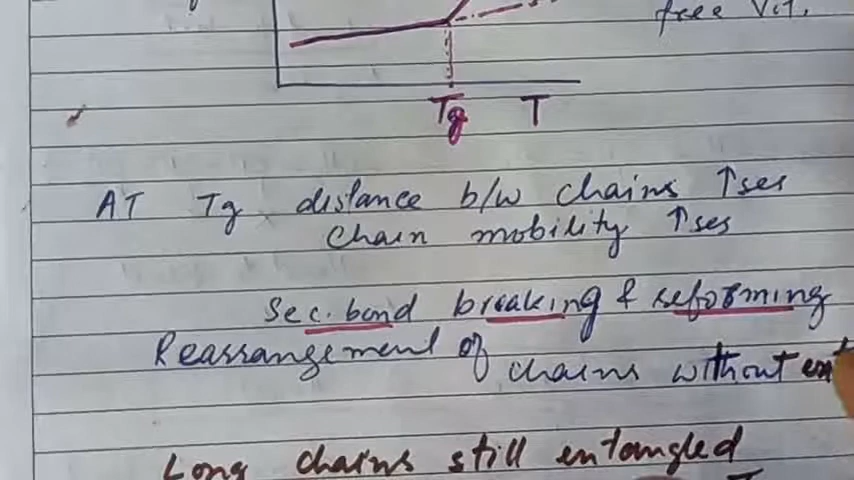 free
Tg T
AT Tg distance b/w chains ↑ses
chain mobility ↑ses
Sec. bond breaking & reforming
Rearrangement of
chains without
Long chains still entangled